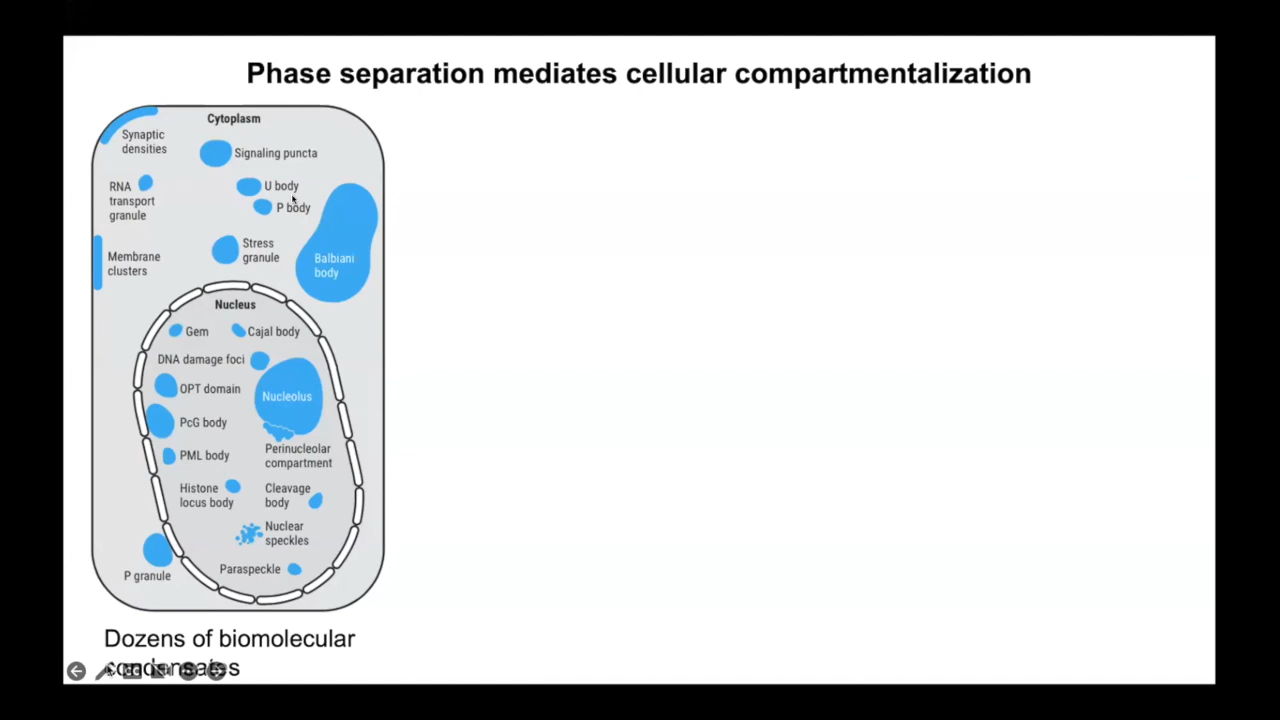 Phase separation mediates cellular compartmentalization
Cytoplasm
Synaptic
densities
Signaling puncta
RNA
transport
granule
U body
P body
Membrane
clusters
Stress
granule
Balbiani
body
Nucleus
Gem
Cajal body
DNA damage foci
OPT domain
Nucleolus
PcG body
Perinucleolar
compartment
PML body
Histone
locus body
Cleavage
body
Nuclear
speckles
Paraspeckle
P granule
Dozens of biomolecular
condensates